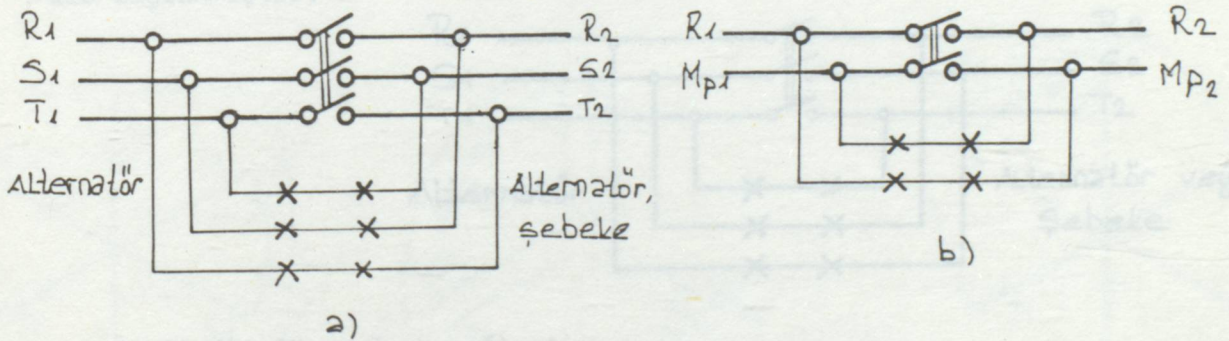 R1 R2
S1 S2
T1 T2
Alternatör Alternatör,
şebeke
a)
R1 R2
Mp1 Mp2
b)